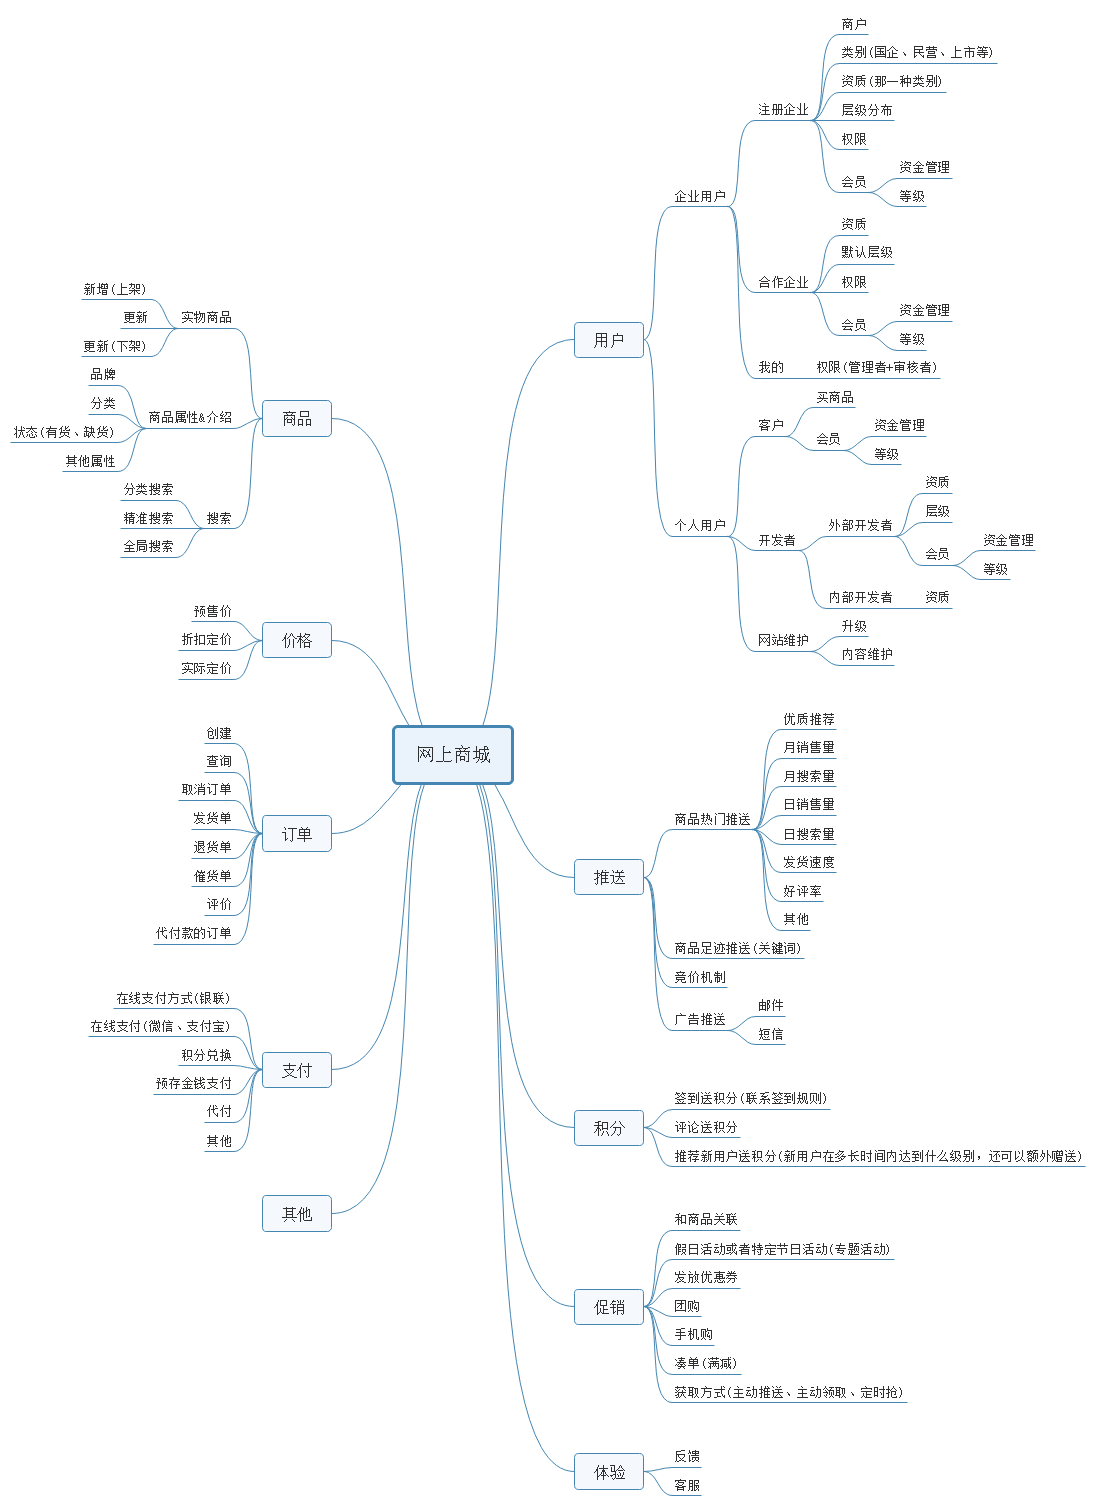 网上商城
用户
企业用户
注册企业
商户
类别(国企、民营、上市等)
资质(那一种类别)
层级分布
权限
会员
资金管理
等级
合作企业
资质
默认层级
权限
会员
资金管理
等级
我的
权限(管理者+审核者)
个人用户
客户
买商品
会员
资金管理
等级
开发者
外部开发者
资质
层级
会员
资金管理
等级
内部开发者
资质
网站维护
升级
内容维护
推送
商品热门推送
优质推荐
月销售量
月搜索量
日销售量
日搜索量
发货速度
好评率
其他
商品足迹推送(关键词)
竞价机制
广告推送
邮件
短信
积分
签到送积分(联系签到规则)
评论送积分
推荐新用户送积分(新用户在多长时间内达到什么级别，还可以额外赠送)
促销
和商品关联
假日活动或者特定节日活动(专题活动)
发放优惠券
团购
手机购
凑单(满减)
获取方式(主动推送、主动领取、定时抢)
体验
反馈
客服
商品
实物商品
新增(上架)
更新
更新(下架)
商品属性&介绍
品牌
分类
状态(有货、缺货)
其他属性
搜索
分类搜索
精准搜索
全局搜索
价格
预售价
折扣定价
实际定价
订单
创建
查询
取消订单
发货单
退货单
催货单
评价
代付款的订单
支付
在线支付方式(银联)
在线支付(微信、支付宝)
积分兑换
预存金钱支付
代付
其他
其他